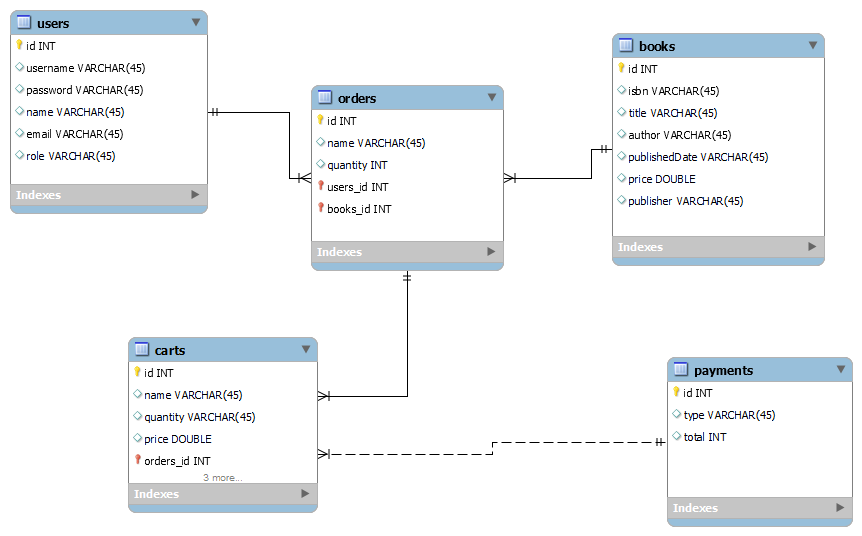 users
id INT
username VARCHAR(45)
password VARCHAR(45)
name VARCHAR(45)
email VARCHAR(45)
role VARCHAR(45)
Indexes
orders
id INT
name VARCHAR(45)
quantity INT
users_id INT
books_id INT
Indexes
books
id INT
isbn VARCHAR(45)
title VARCHAR(45)
author VARCHAR(45)
publishedDate VARCHAR(45)
price DOUBLE
publisher VARCHAR(45)
Indexes
carts
id INT
name VARCHAR(45)
quantity VARCHAR(45)
price DOUBLE
orders_id INT
3 more...
Indexes
payments
id INT
type VARCHAR(45)
total INT
Indexes